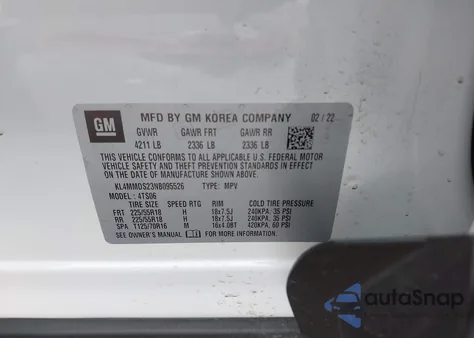 GM
MFD BY GM KOREA COMPANY 02 / 22
GVWR GAWR FRT GAWR RR
4211 LB 2336 LB 2336 LB
THIS VEHICLE CONFORMS TO ALL APPLICABLE U.S. FEDERAL MOTOR
VEHICLE SAFETY AND THEFT PREVENTION STANDARDS IN EFFECT ON
THE DATE OF MANUFACTURE SHOWN ABOVE.
KL4MMDS23NB095526 TYPE: MPV
MODEL : 4TS06
TIRE SIZE SPEED RTG RIM COLD TIRE PRESSURE
FRT 225/55R18 H 18x7.5J 240KPA, 35 PSI
RR 225/55R18 H 18x7.5J 240KPA, 35 PSI
SPA T125/70R16 M 16x4.0BT 420KPA, 60 PSI
SEE OWNER'S MANUAL FOR ADDITIONAL INFORMATION.
autoSnap